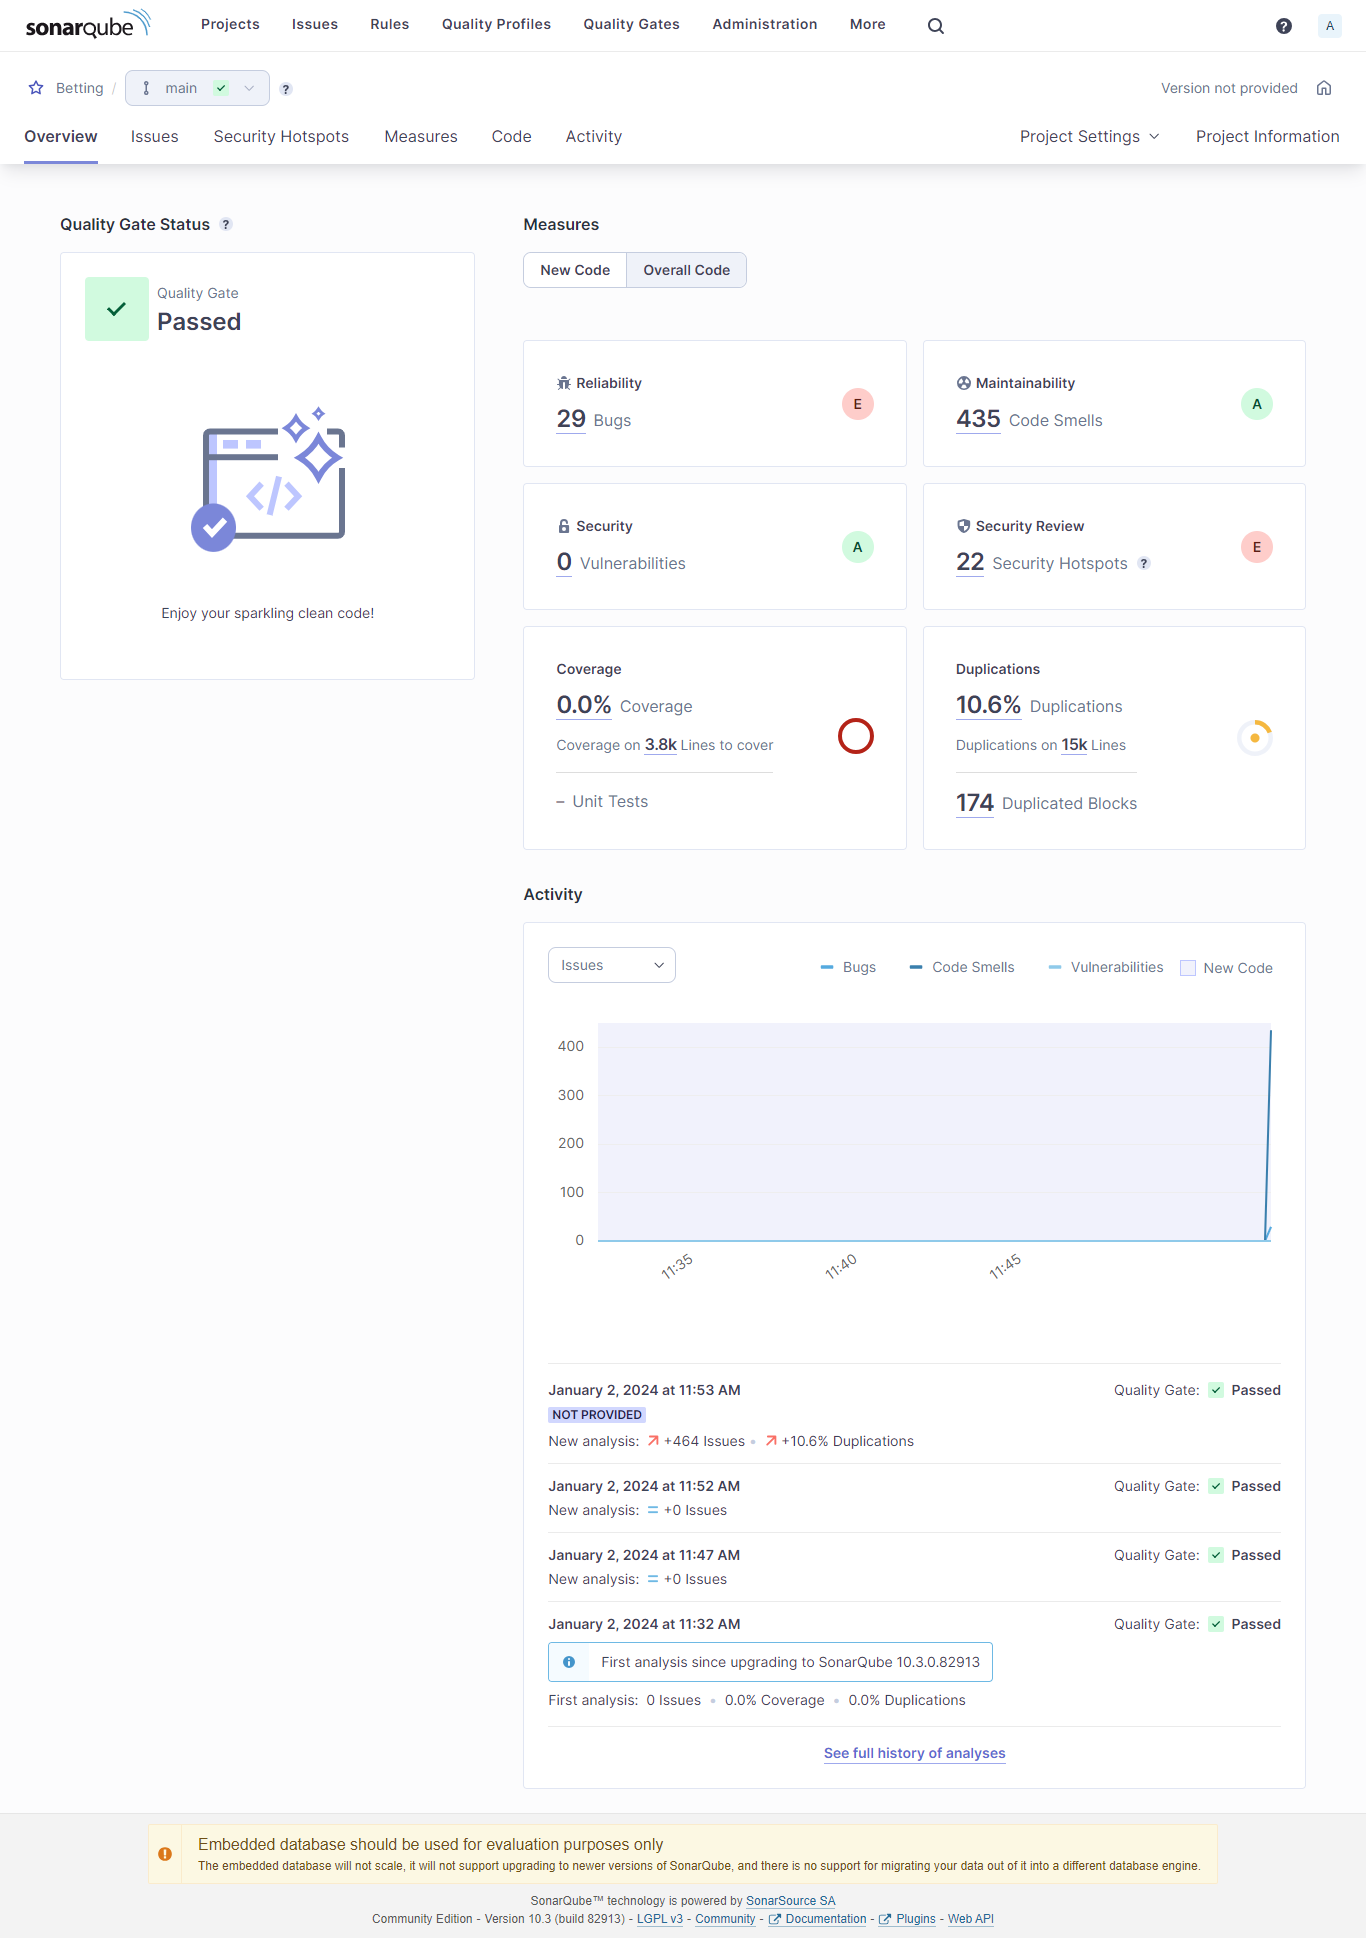 sonarqube Projects Issues Rules Quality Profiles Quality Gates Administration More ? A
Betting / main ? Version not provided
Overview Issues Security Hotspots Measures Code Activity Project Settings Project Information
Quality Gate Status ?
Quality Gate
Passed
Enjoy your sparkling clean code!
Measures
New Code Overall Code
Reliability
29 Bugs
E
Maintainability
435 Code Smells
A
Security
0 Vulnerabilities
A
Security Review
22 Security Hotspots ?
E
Coverage
0.0% Coverage
Coverage on 3.8k Lines to cover
– Unit Tests
Duplications
10.6% Duplications
Duplications on 15k Lines
174 Duplicated Blocks
Activity
Issues Bugs Code Smells Vulnerabilities New Code
400
300
200
100
0
11:35 11:40 11:45
January 2, 2024 at 11:53 AM Quality Gate: Passed
NOT PROVIDED
New analysis: +464 Issues • +10.6% Duplications
January 2, 2024 at 11:52 AM Quality Gate: Passed
New analysis: = +0 Issues
January 2, 2024 at 11:47 AM Quality Gate: Passed
New analysis: = +0 Issues
January 2, 2024 at 11:32 AM Quality Gate: Passed
First analysis since upgrading to SonarQube 10.3.0.82913
First analysis: 0 Issues • 0.0% Coverage • 0.0% Duplications
See full history of analyses
Embedded database should be used for evaluation purposes only
The embedded database will not scale, it will not support upgrading to newer versions of SonarQube, and there is no support for migrating your data out of it into a different database engine.
SonarQube™ technology is powered by SonarSource SA
Community Edition - Version 10.3 (build 82913) - LGPL v3 - Community - Documentation - Plugins - Web API